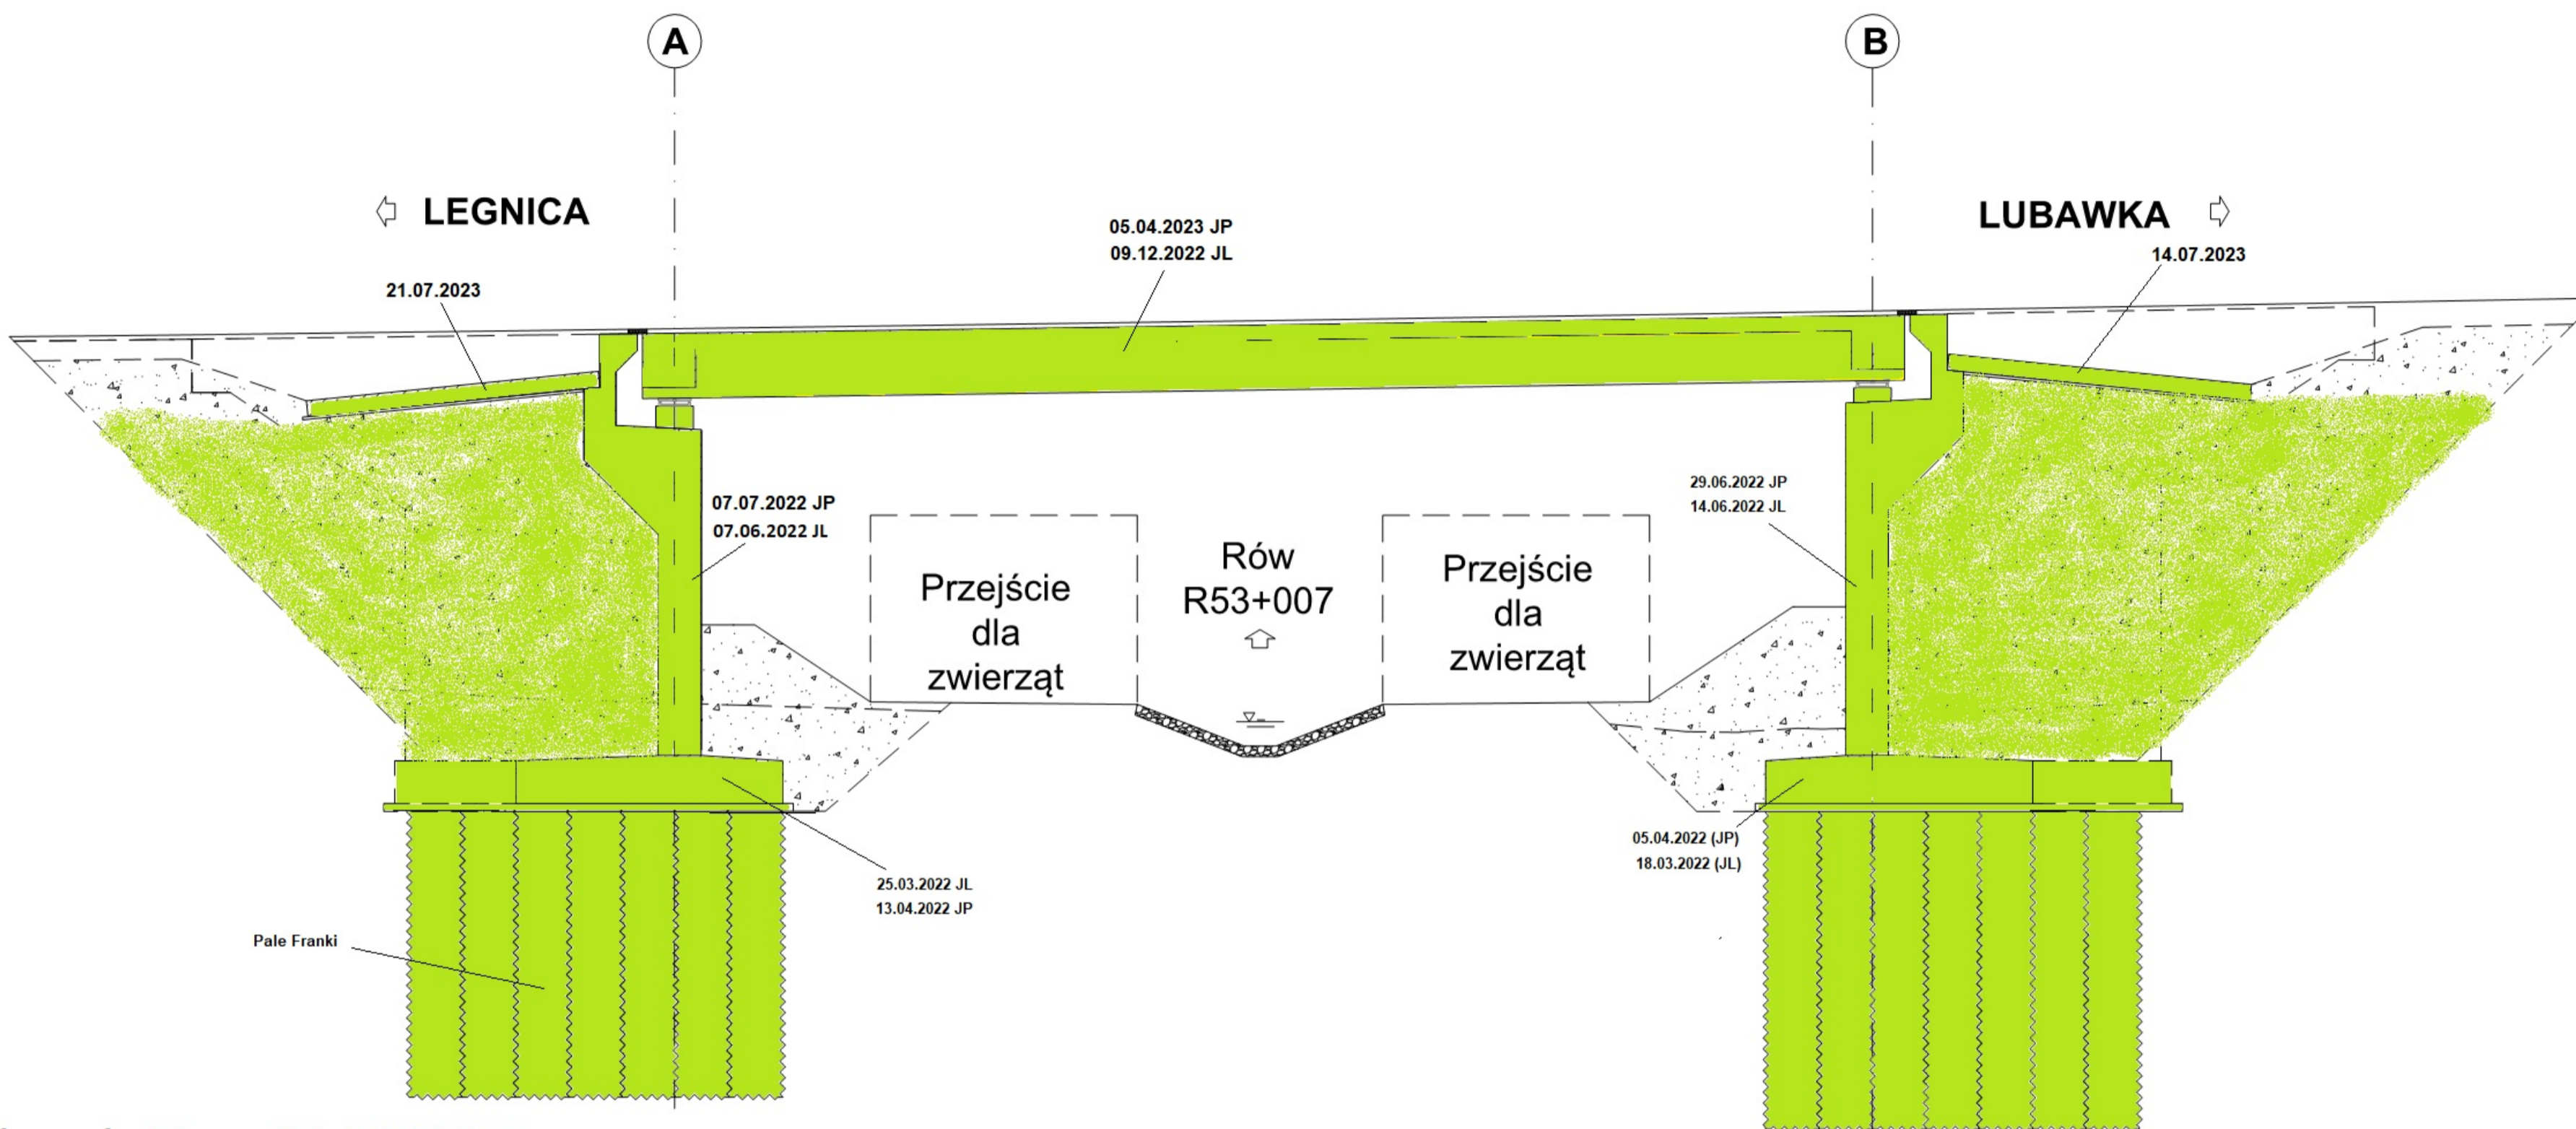 A
B
LEGNICA
LUBAWKA
05.04.2023 JP
09.12.2022 JL
14.07.2023
21.07.2023
07.07.2022 JP
07.06.2022 JL
29.06.2022 JP
14.06.2022 JL
Przejście
dla
zwierząt
Rów
R53+007
Przejście
dla
zwierząt
05.04.2022 (JP)
18.03.2022 (JL)
25.03.2022 JL
13.04.2022 JP
Pale Franki